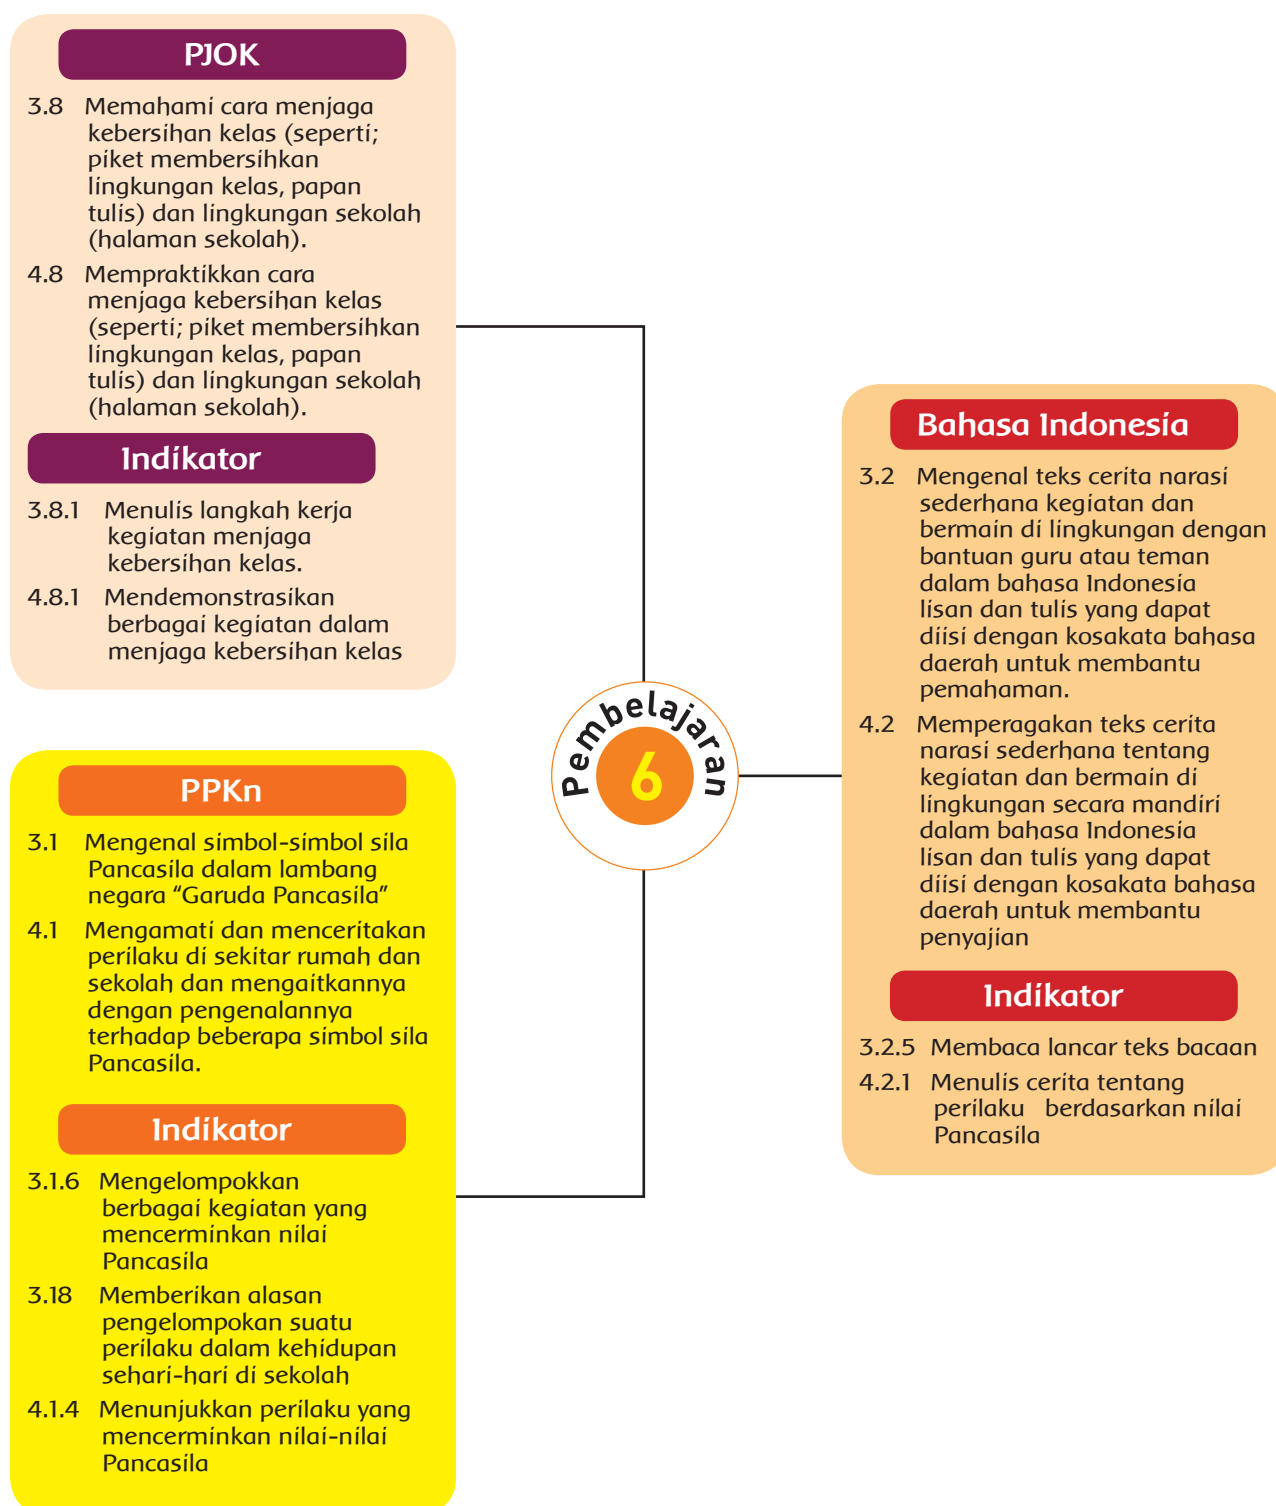 PJOK
3.8 Memahami cara menjaga
kebersihan kelas (seperti;
piket membersihkan
lingkungan kelas, papan
tulis) dan lingkungan sekolah
(halaman sekolah).
4.8 Mempraktikkan cara
menjaga kebersihan kelas
(seperti; piket membersihkan
lingkungan kelas, papan
tulis) dan lingkungan sekolah
(halaman sekolah).
Indikator
3.8.1 Menulis langkah kerja
kegiatan menjaga
kebersihan kelas.
4.8.1 Mendemonstrasikan
berbagai kegiatan dalam
menjaga kebersihan kelas
PPKn
3.1 Mengenal simbol-simbol sila
Pancasila dalam lambang
negara “Garuda Pancasila”
4.1 Mengamati dan menceritakan
perilaku di sekitar rumah dan
sekolah dan mengaitkannya
dengan pengenalannya
terhadap beberapa simbol sila
Pancasila.
Indikator
3.1.6 Mengelompokkan
berbagai kegiatan yang
mencerminkan nilai
Pancasila
3.18 Memberikan alasan
pengelompokan suatu
perilaku dalam kehidupan
sehari-hari di sekolah
4.1.4 Menunjukkan perilaku yang
mencerminkan nilai-nilai
Pancasila
Pembelajaran
6
Bahasa Indonesia
3.2 Mengenal teks cerita narasi
sederhana kegiatan dan
bermain di lingkungan dengan
bantuan guru atau teman
dalam bahasa Indonesia
lisan dan tulis yang dapat
diisi dengan kosakata bahasa
daerah untuk membantu
pemahaman.
4.2 Memperagakan teks cerita
narasi sederhana tentang
kegiatan dan bermain di
lingkungan secara mandiri
dalam bahasa Indonesia
lisan dan tulis yang dapat
diisi dengan kosakata bahasa
daerah untuk membantu
penyajian
Indikator
3.2.5 Membaca lancar teks bacaan
4.2.1 Menulis cerita tentang
perilaku berdasarkan nilai
Pancasila